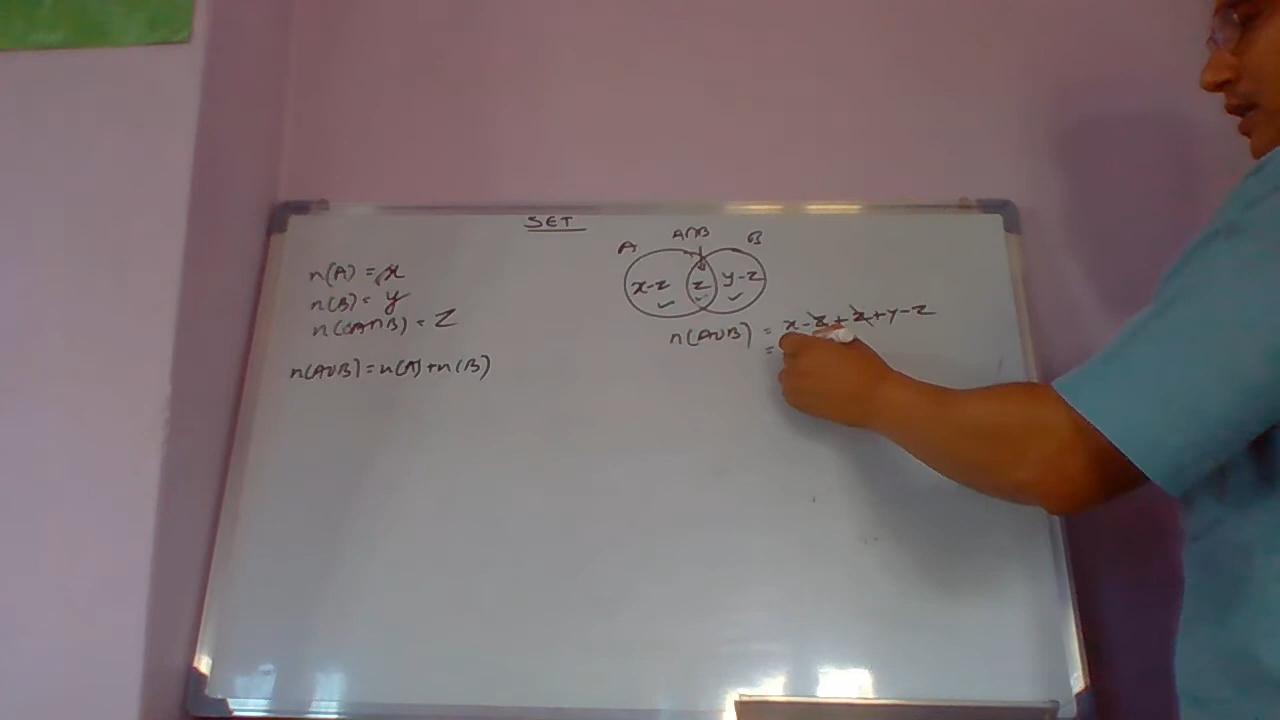 SET
n(A) = x
n(B) = y
n(A∩B) = z
n(A∪B) = n(A) + n(B)
A∩B
A B
x-z z y-z
n(A∪B) = x - z + z + y - z
=